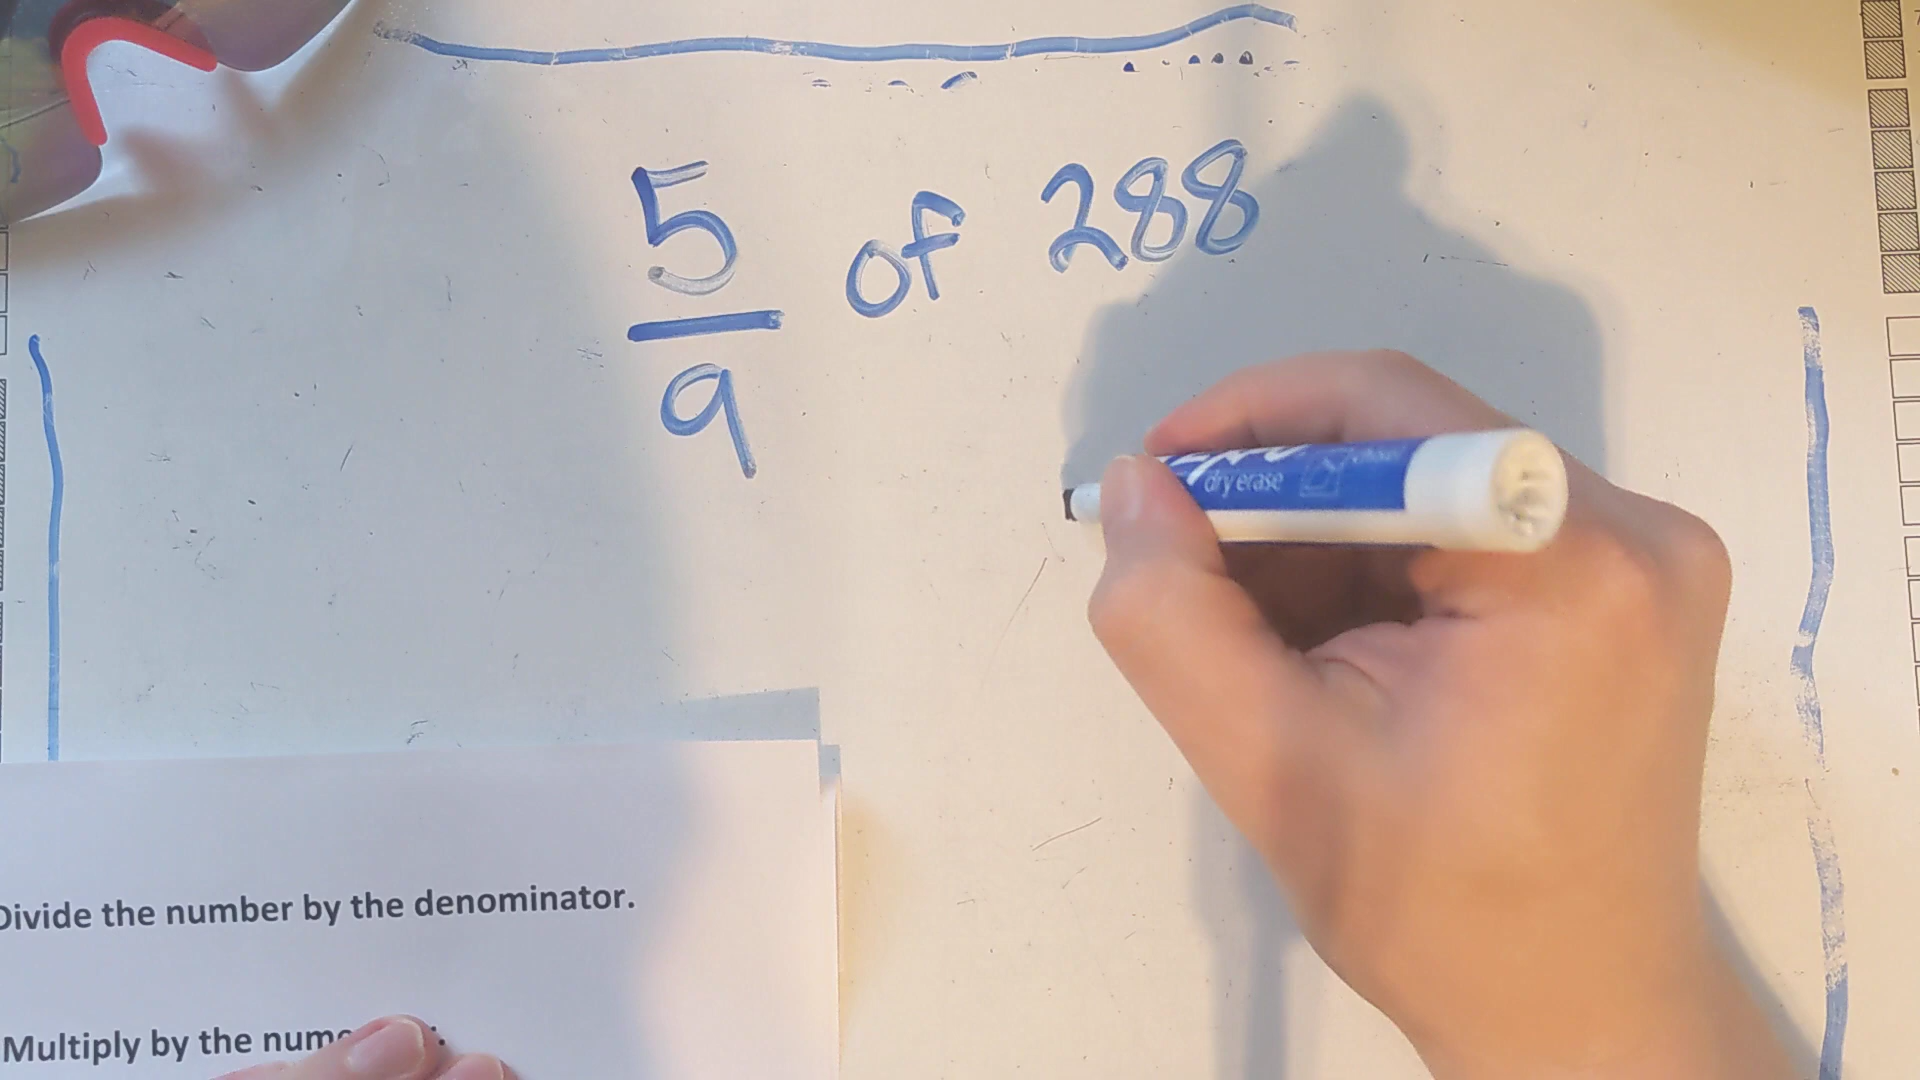 5 of 288
9
dry erase
Divide the number by the denominator.
Multiply by the